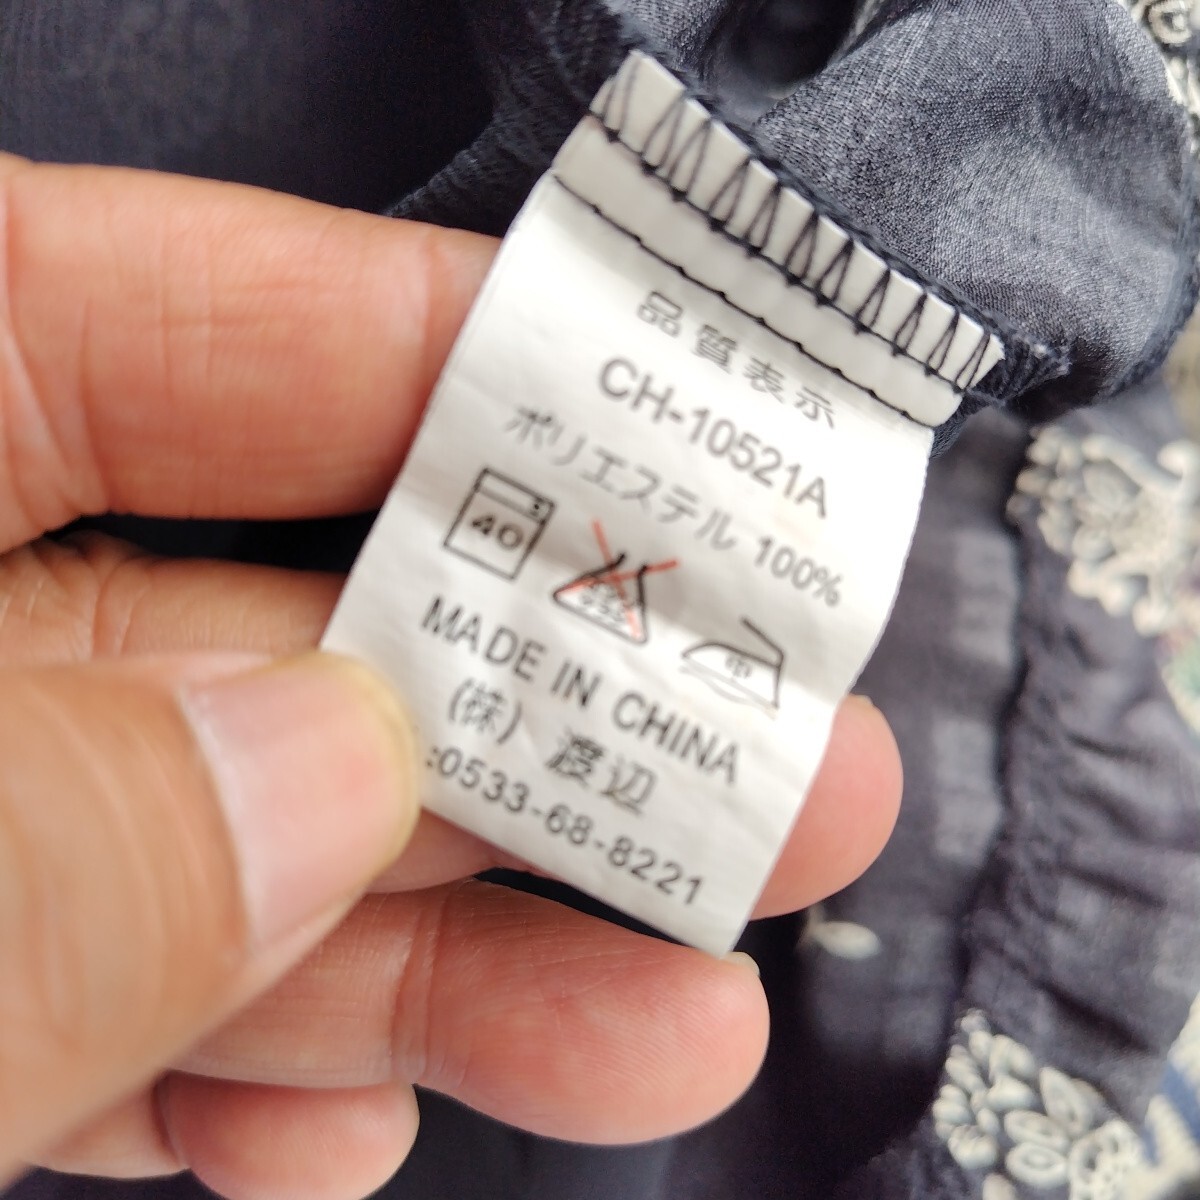 品質表示
CH-10521A
ポリエステル 100%
40
中
MADE IN CHINA
(株) 渡辺
:0533-68-8221